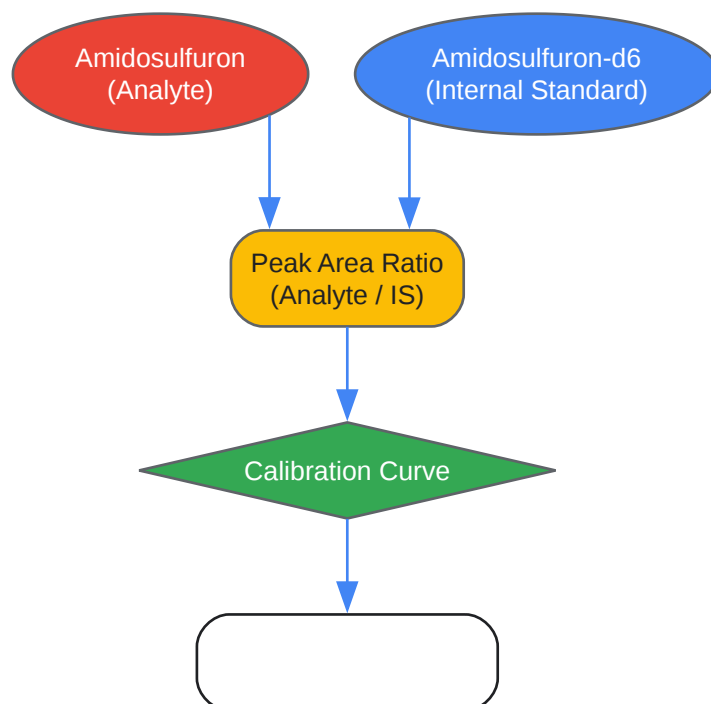 Amidosulfuron
(Analyte)
Amidosulfuron-d6
(Internal Standard)
Peak Area Ratio
(Analyte / IS)
Calibration Curve